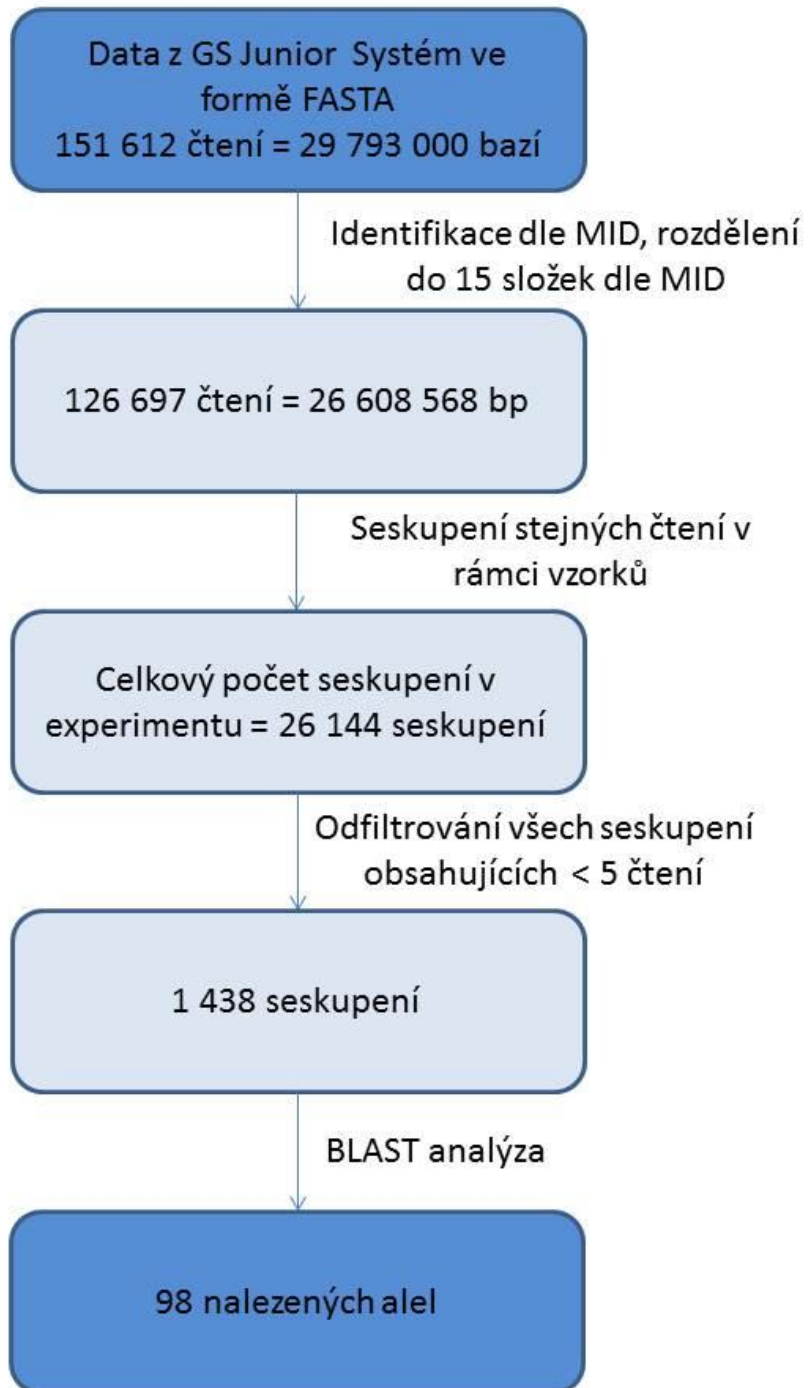 Data z GS Junior Systém ve
formě FASTA
151 612 čtení = 29 793 000 bazí
Identifikace dle MID, rozdělení
do 15 složek dle MID
126 697 čtení = 26 608 568 bp
Seskupení stejných čtení v
rámci vzorků
Celkový počet seskupení v
experimentu = 26 144 seskupení
Odfiltrování všech seskupení
obsahujících < 5 čtení
1 438 seskupení
BLAST analýza
98 nalezených alel